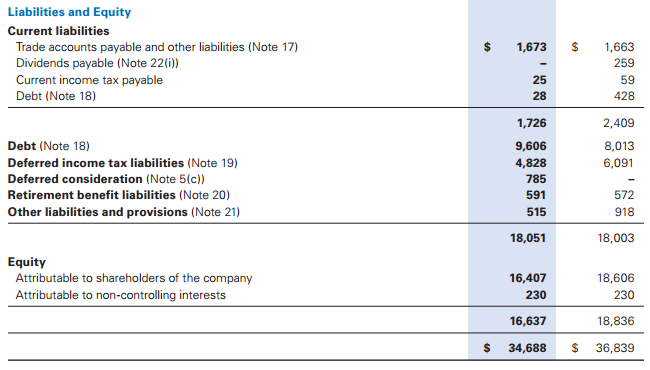 Liabilities and Equity
Current liabilities
Trade accounts payable and other liabilities (Note 17) $ 1,673 $ 1,663
Dividends payable (Note 22(i)) – 259
Current income tax payable 25 59
Debt (Note 18) 28 428
1,726 2,409
Debt (Note 18) 9,606 8,013
Deferred income tax liabilities (Note 19) 4,828 6,091
Deferred consideration (Note 5(c)) 785 –
Retirement benefit liabilities (Note 20) 591 572
Other liabilities and provisions (Note 21) 515 918
18,051 18,003
Equity
Attributable to shareholders of the company 16,407 18,606
Attributable to non-controlling interests 230 230
16,637 18,836
$ 34,688 $ 36,839